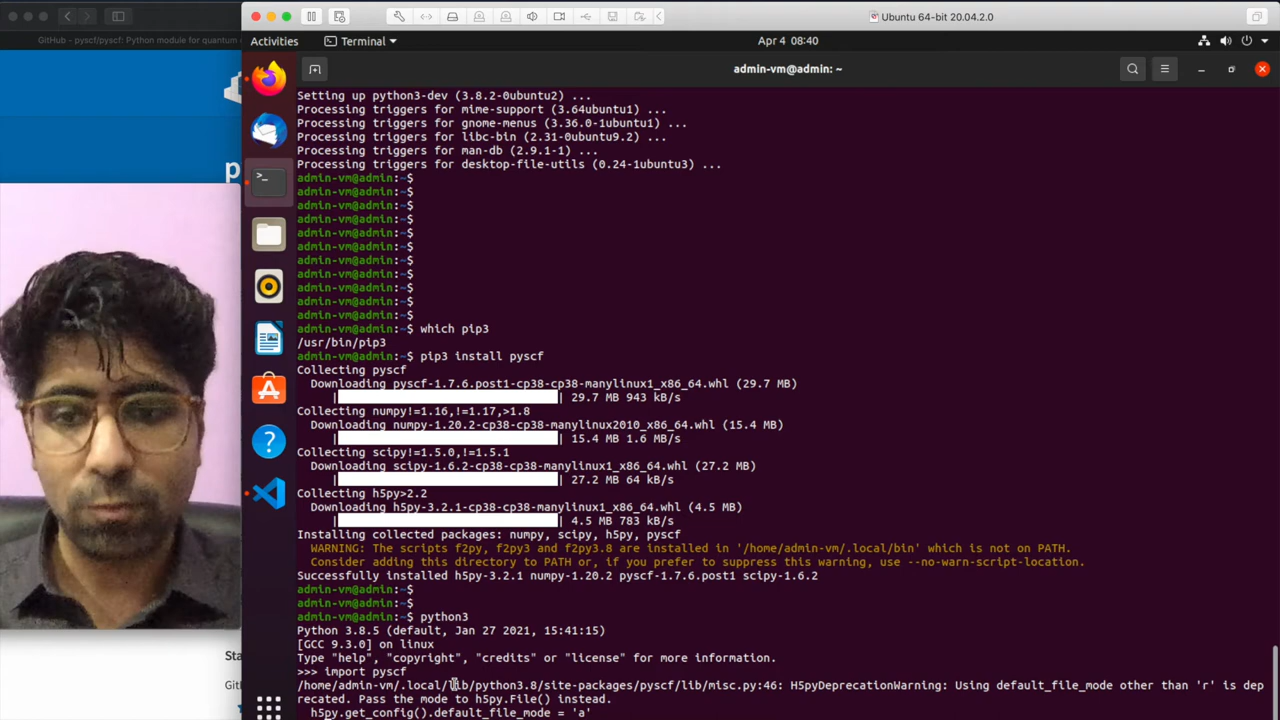 GitHub - pyscf/pyscf: Python module for quantum
Ubuntu 64-bit 20.04.2.0
Activities
Terminal
Apr 4 08:40
admin-vm@admin: ~
p
Sta
Git
Setting up python3-dev (3.8.2-0ubuntu2) ...
Processing triggers for mime-support (3.64ubuntu1) ...
Processing triggers for gnome-menus (3.36.0-1ubuntu1) ...
Processing triggers for libc-bin (2.31-0ubuntu9.2) ...
Processing triggers for man-db (2.9.1-1) ...
Processing triggers for desktop-file-utils (0.24-1ubuntu3) ...
admin-vm@admin:~$
admin-vm@admin:~$
admin-vm@admin:~$
admin-vm@admin:~$
admin-vm@admin:~$
admin-vm@admin:~$
admin-vm@admin:~$
admin-vm@admin:~$
admin-vm@admin:~$
admin-vm@admin:~$
admin-vm@admin:~$
admin-vm@admin:~$ which pip3
/usr/bin/pip3
admin-vm@admin:~$ pip3 install pyscf
Collecting pyscf
Downloading pyscf-1.7.6.post1-cp38-cp38-manylinux1_x86_64.whl (29.7 MB)
| | 29.7 MB 943 kB/s
Collecting numpy!=1.16,!=1.17,>1.8
Downloading numpy-1.20.2-cp38-cp38-manylinux2010_x86_64.whl (15.4 MB)
| | 15.4 MB 1.6 MB/s
Collecting scipy!=1.5.0,!=1.5.1
Downloading scipy-1.6.2-cp38-cp38-manylinux1_x86_64.whl (27.2 MB)
| | 27.2 MB 64 kB/s
Collecting h5py>2.2
Downloading h5py-3.2.1-cp38-cp38-manylinux1_x86_64.whl (4.5 MB)
| | 4.5 MB 783 kB/s
Installing collected packages: numpy, scipy, h5py, pyscf
WARNING: The scripts f2py, f2py3 and f2py3.8 are installed in '/home/admin-vm/.local/bin' which is not on PATH.
Consider adding this directory to PATH or, if you prefer to suppress this warning, use --no-warn-script-location.
Successfully installed h5py-3.2.1 numpy-1.20.2 pyscf-1.7.6.post1 scipy-1.6.2
admin-vm@admin:~$
admin-vm@admin:~$
admin-vm@admin:~$ python3
Python 3.8.5 (default, Jan 27 2021, 15:41:15)
[GCC 9.3.0] on linux
Type "help", "copyright", "credits" or "license" for more information.
>>> import pyscf
/home/admin-vm/.local/lib/python3.8/site-packages/pyscf/lib/misc.py:46: H5pyDeprecationWarning: Using default_file_mode other than 'r' is dep
recated. Pass the mode to h5py.File() instead.
h5py.get_config().default_file_mode = 'a'